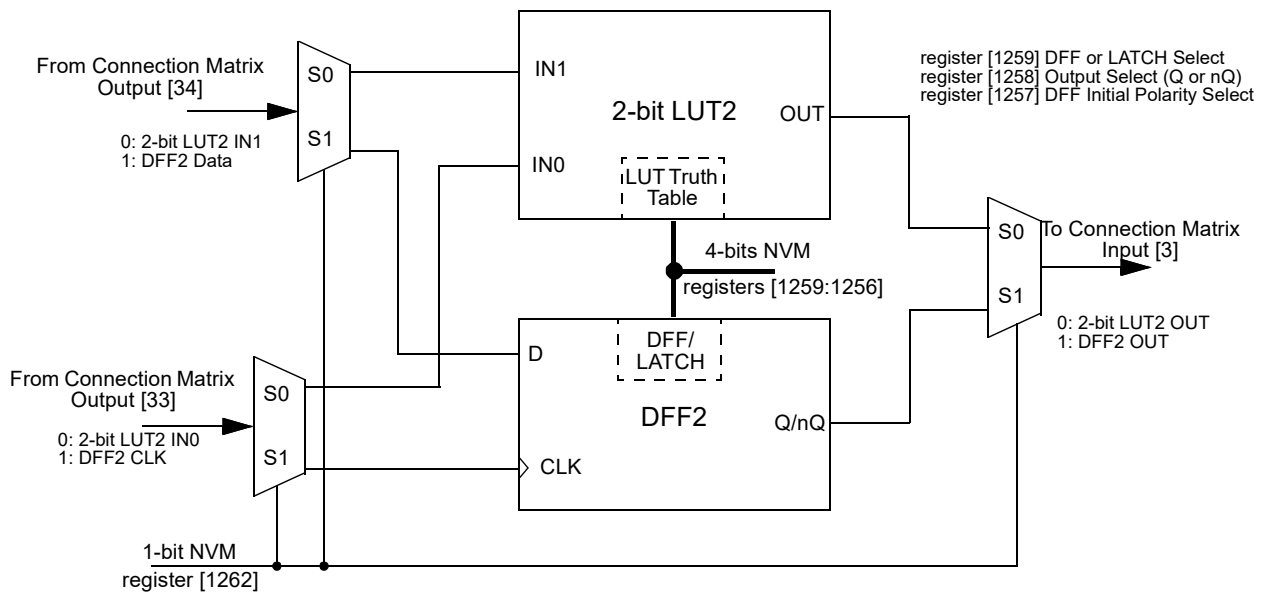 From Connection Matrix
Output [34]
0: 2-bit LUT2 IN1
1: DFF2 Data
S0
S1
IN1
IN0
2-bit LUT2
OUT
LUT Truth
Table
register [1259] DFF or LATCH Select
register [1258] Output Select (Q or nQ)
register [1257] DFF Initial Polarity Select
4-bits NVM
registers [1259:1256]
S0
S1
To Connection Matrix
Input [3]
0: 2-bit LUT2 OUT
1: DFF2 OUT
From Connection Matrix
Output [33]
0: 2-bit LUT2 IN0
1: DFF2 CLK
S0
S1
D
CLK
DFF/
LATCH
DFF2
Q/nQ
1-bit NVM
register [1262]